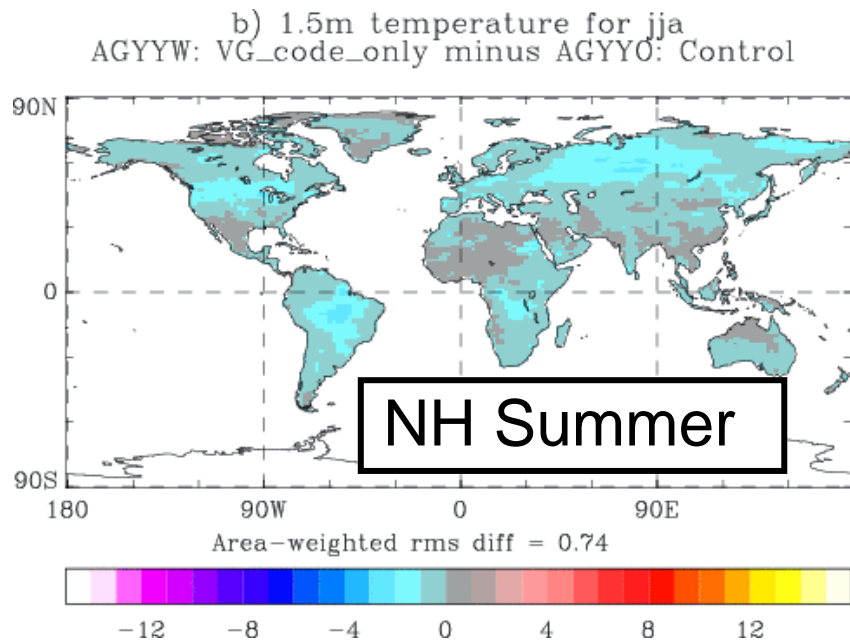 b) 1.5m temperature for jja
AGYYW: VG_code_only minus AGYYO: Control
90N
0
90S
NH Summer
180 90W 0 90E
Area-weighted rms diff = 0.74
-12 -8 -4 0 4 8 12